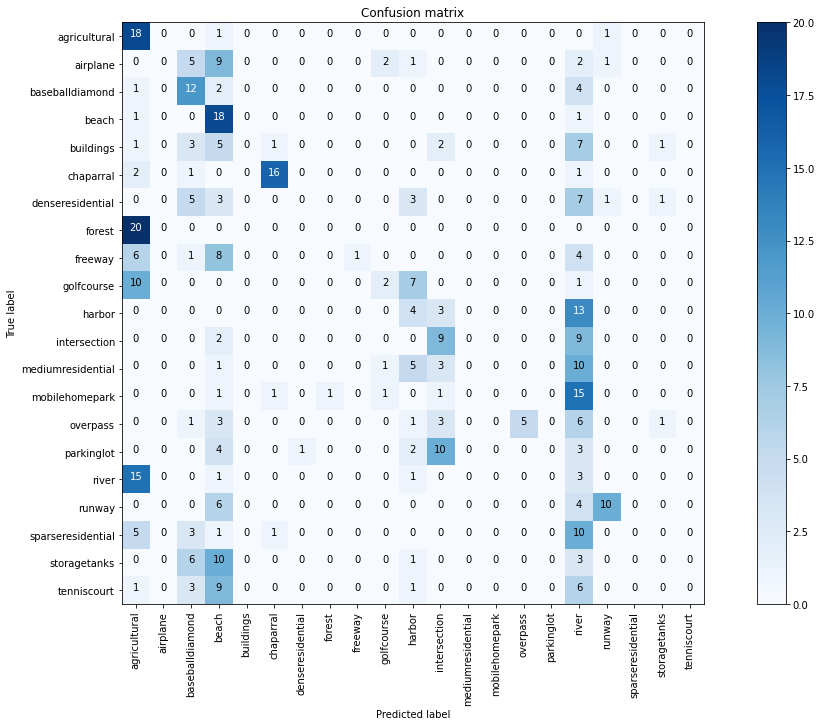 Confusion matrix
agricultural 18 0 0 1 0 0 0 0 0 0 0 0 0 0 0 0 0 1 0 0 0
airplane 0 0 5 9 0 0 0 0 0 2 1 0 0 0 0 0 2 1 0 0 0
baseballdiamond 1 0 12 2 0 0 0 0 0 0 0 0 0 0 0 0 4 0 0 0 0
beach 1 0 0 18 0 0 0 0 0 0 0 0 0 0 0 0 1 0 0 0 0
buildings 1 0 3 5 0 1 0 0 0 0 0 2 0 0 0 0 7 0 0 1 0
chaparral 2 0 1 0 0 16 0 0 0 0 0 0 0 0 0 0 1 0 0 0 0
denseresidential 0 0 5 3 0 0 0 0 0 0 3 0 0 0 0 0 7 1 0 1 0
forest 20 0 0 0 0 0 0 0 0 0 0 0 0 0 0 0 0 0 0 0 0
freeway 6 0 1 8 0 0 0 0 1 0 0 0 0 0 0 0 4 0 0 0 0
golfcourse 10 0 0 0 0 0 0 0 0 2 7 0 0 0 0 0 1 0 0 0 0
harbor 0 0 0 0 0 0 0 0 0 0 4 3 0 0 0 0 13 0 0 0 0
intersection 0 0 0 2 0 0 0 0 0 0 0 9 0 0 0 0 9 0 0 0 0
mediumresidential 0 0 0 1 0 0 0 0 0 1 5 3 0 0 0 0 10 0 0 0 0
mobilehomepark 0 0 0 1 0 1 0 1 0 1 0 1 0 0 0 0 15 0 0 0 0
overpass 0 0 1 3 0 0 0 0 0 0 1 3 0 0 5 0 6 0 0 1 0
parkinglot 0 0 0 4 0 0 1 0 0 0 2 10 0 0 0 0 3 0 0 0 0
river 15 0 0 1 0 0 0 0 0 0 1 0 0 0 0 0 3 0 0 0 0
runway 0 0 0 6 0 0 0 0 0 0 0 0 0 0 0 0 4 10 0 0 0
sparseresidential 5 0 3 1 0 1 0 0 0 0 0 0 0 0 0 0 10 0 0 0 0
storagetanks 0 0 6 10 0 0 0 0 0 0 1 0 0 0 0 0 3 0 0 0 0
tenniscourt 1 0 3 9 0 0 0 0 0 0 1 0 0 0 0 0 6 0 0 0 0
True label
agricultural
airplane
baseballdiamond
beach
buildings
chaparral
denseresidential
forest
freeway
golfcourse
harbor
intersection
mediumresidential
mobilehomepark
overpass
parkinglot
river
runway
sparseresidential
storagetanks
tenniscourt
Predicted label
20.0
17.5
15.0
12.5
10.0
7.5
5.0
2.5
0.0